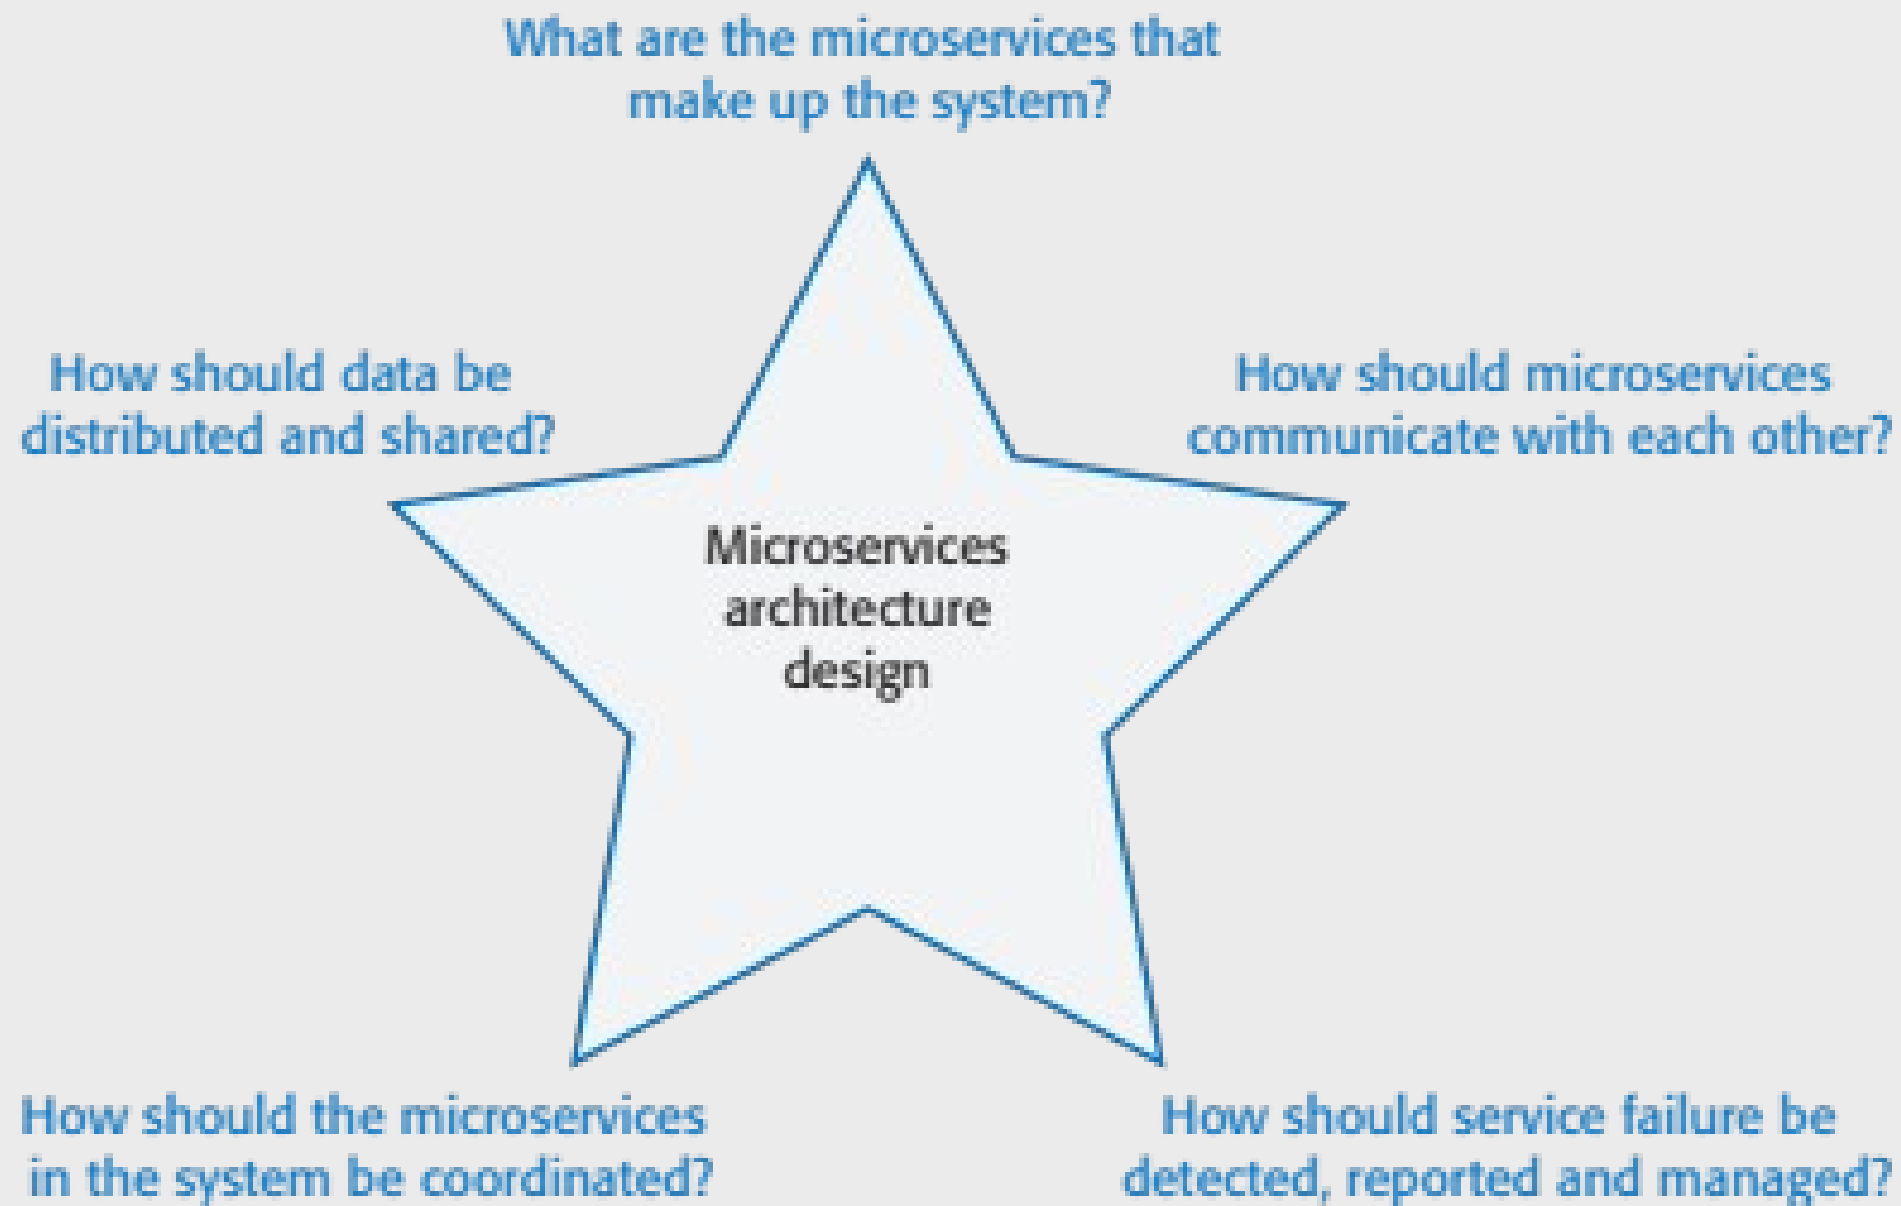 What are the microservices that
make up the system?
How should data be
distributed and shared?
How should microservices
communicate with each other?
Microservices
architecture
design
How should the microservices
in the system be coordinated?
How should service failure be
detected, reported and managed?